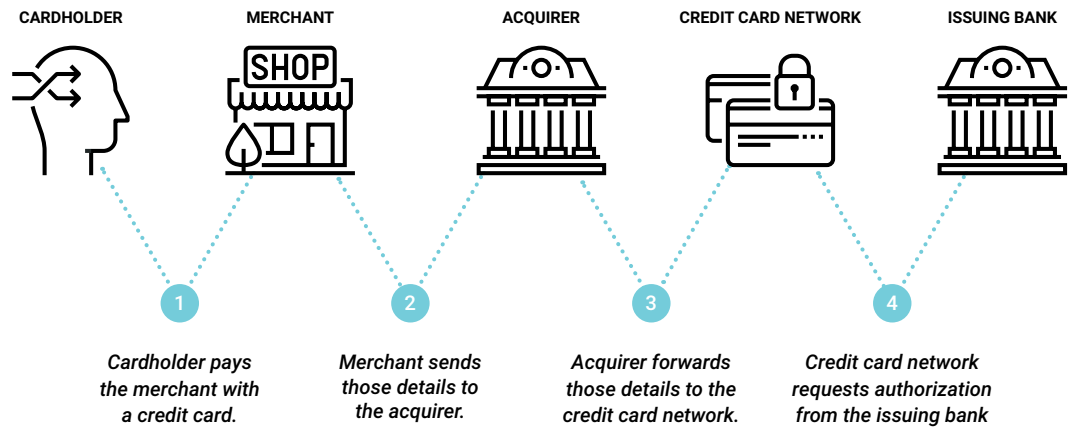 CARDHOLDER
MERCHANT
ACQUIRER
CREDIT CARD NETWORK
ISSUING BANK
SHOP
1
2
3
4
Cardholder pays
the merchant with
a credit card.
Merchant sends
those details to
the acquirer.
Acquirer forwards
those details to the
credit card network.
Credit card network
requests authorization
from the issuing bank